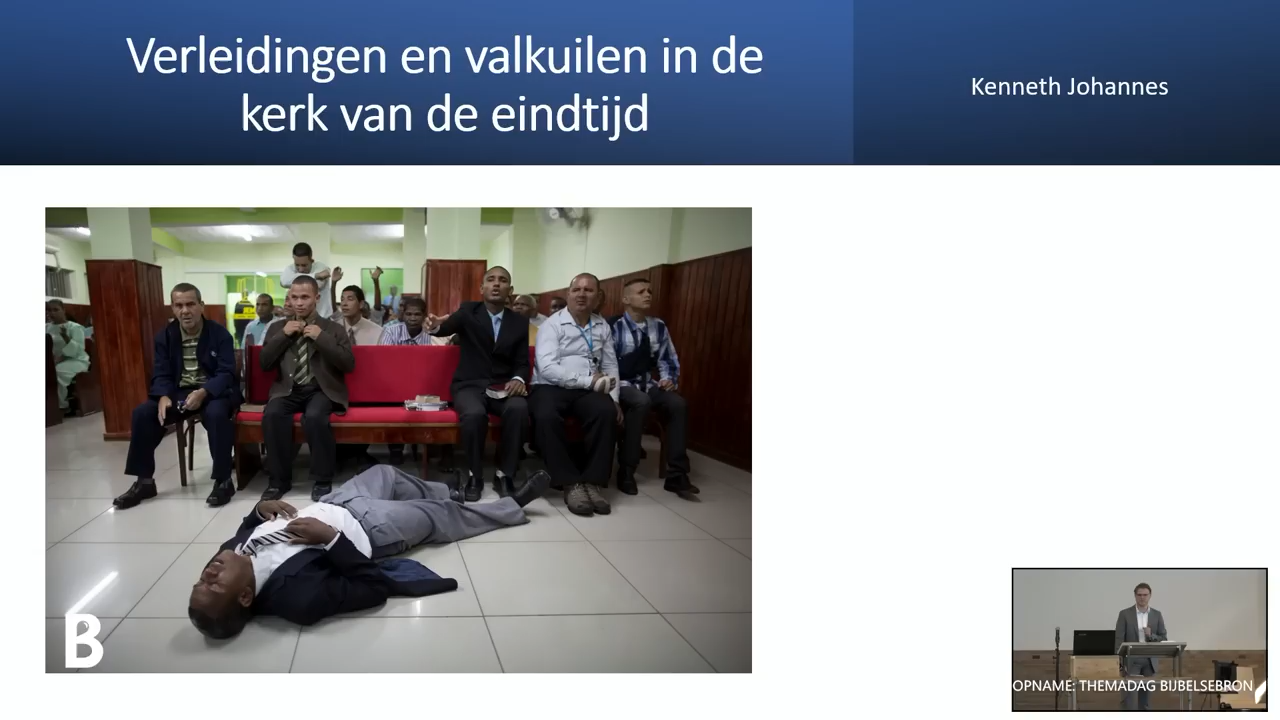 Verleidingen en valkuilen in de
kerk van de eindtijd
Kenneth Johannes
B
OPNAME: THEMADAG BIJBELSEBRON